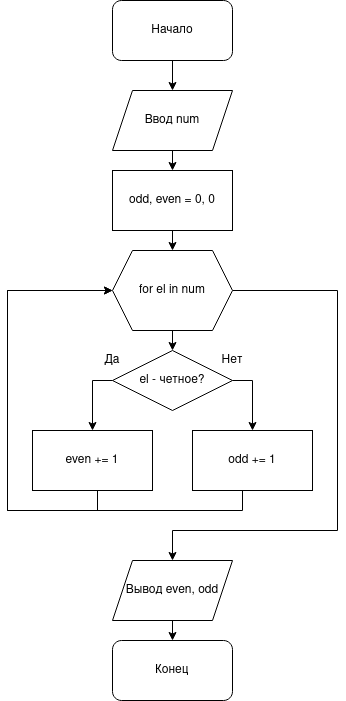 Начало
Ввод num
odd, even = 0, 0
for el in num
Да
Нет
el - четное?
even += 1
odd += 1
Вывод even, odd
Конец